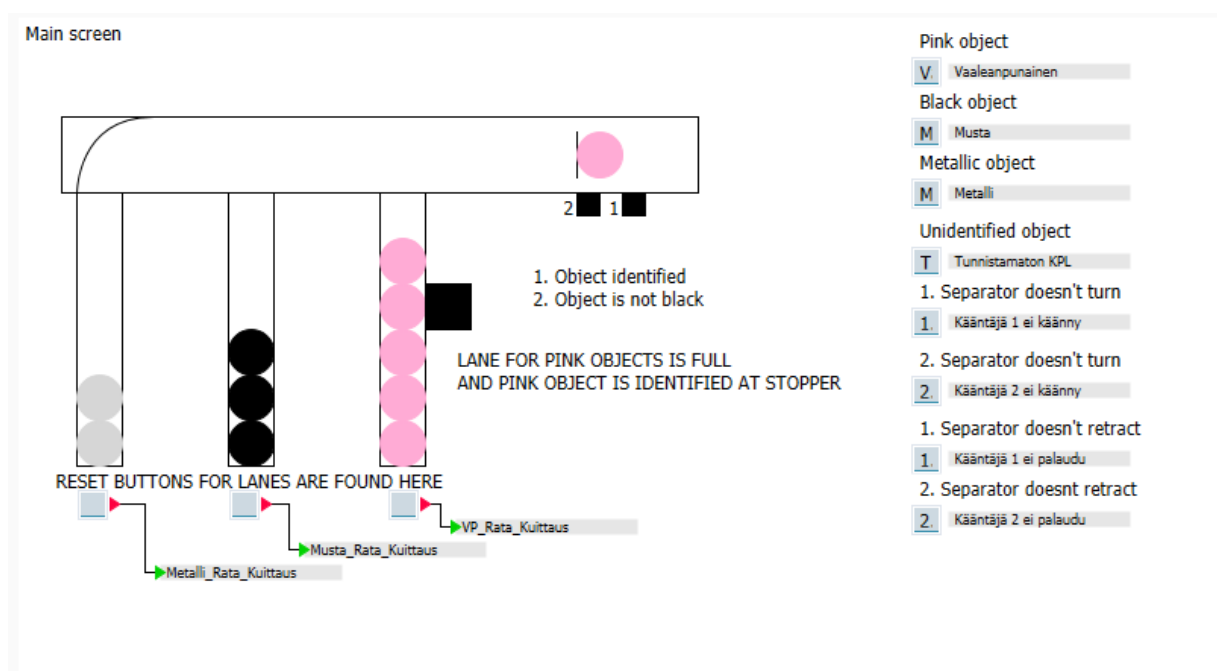 Main screen
2 1
1. Object identified
2. Object is not black
LANE FOR PINK OBJECTS IS FULL
AND PINK OBJECT IS IDENTIFIED AT STOPPER
RESET BUTTONS FOR LANES ARE FOUND HERE
VP_Rata_Kuittaus
Musta_Rata_Kuittaus
Metalli_Rata_Kuittaus
Pink object
V. Vaaleanpunainen
Black object
M Musta
Metallic object
M Metalli
Unidentified object
T Tunnistamaton KPL
1. Separator doesn't turn
1. Kääntäjä 1 ei käänny
2. Separator doesn't turn
2. Kääntäjä 2 ei käänny
1. Separator doesn't retract
1. Kääntäjä 1 ei palaudu
2. Separator doesnt retract
2. Kääntäjä 2 ei palaudu